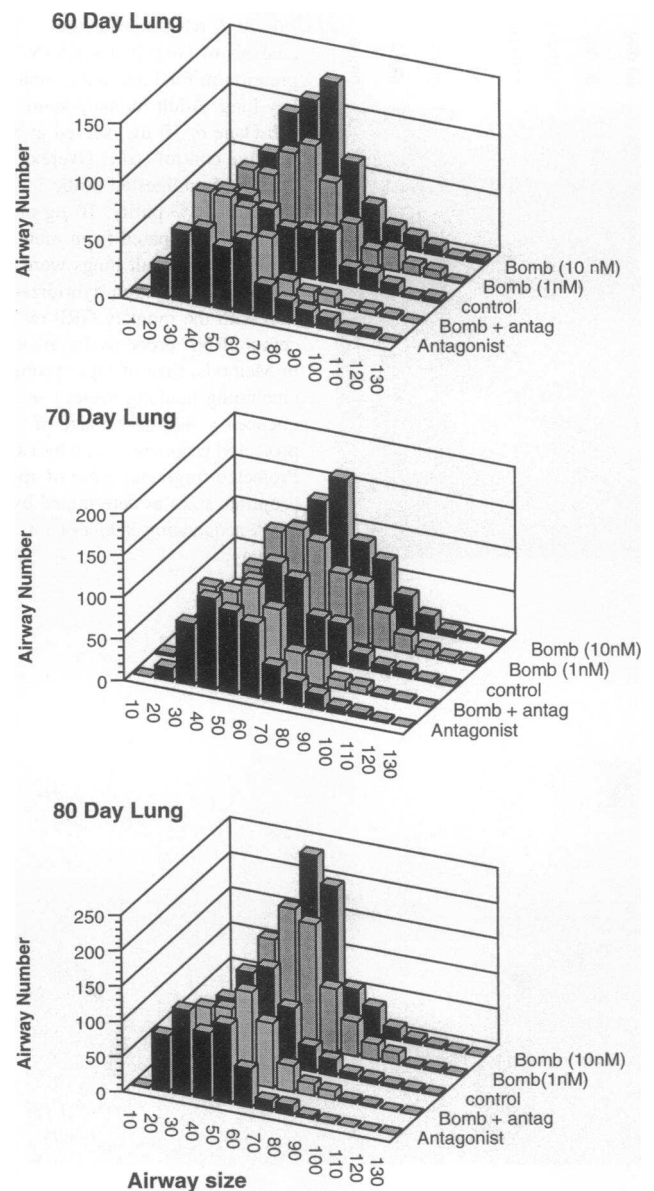 60 Day Lung
150
100
50
0
Airway Number
10 20 30 40 50 60 70 80 90 100 110 120 130
Bomb (10 nM)
Bomb (1nM)
control
Bomb + antag
Antagonist
70 Day Lung
200
150
100
50
0
Airway Number
10 20 30 40 50 60 70 80 90 100 110 120 130
Bomb (10nM)
Bomb (1nM)
control
Bomb + antag
Antagonist
80 Day Lung
250
200
150
100
50
0
Airway Number
10 20 30 40 50 60 70 80 90 100 110 120 130
Bomb (10nM)
Bomb(1nM)
control
Bomb + antag
Antagonist
Airway size